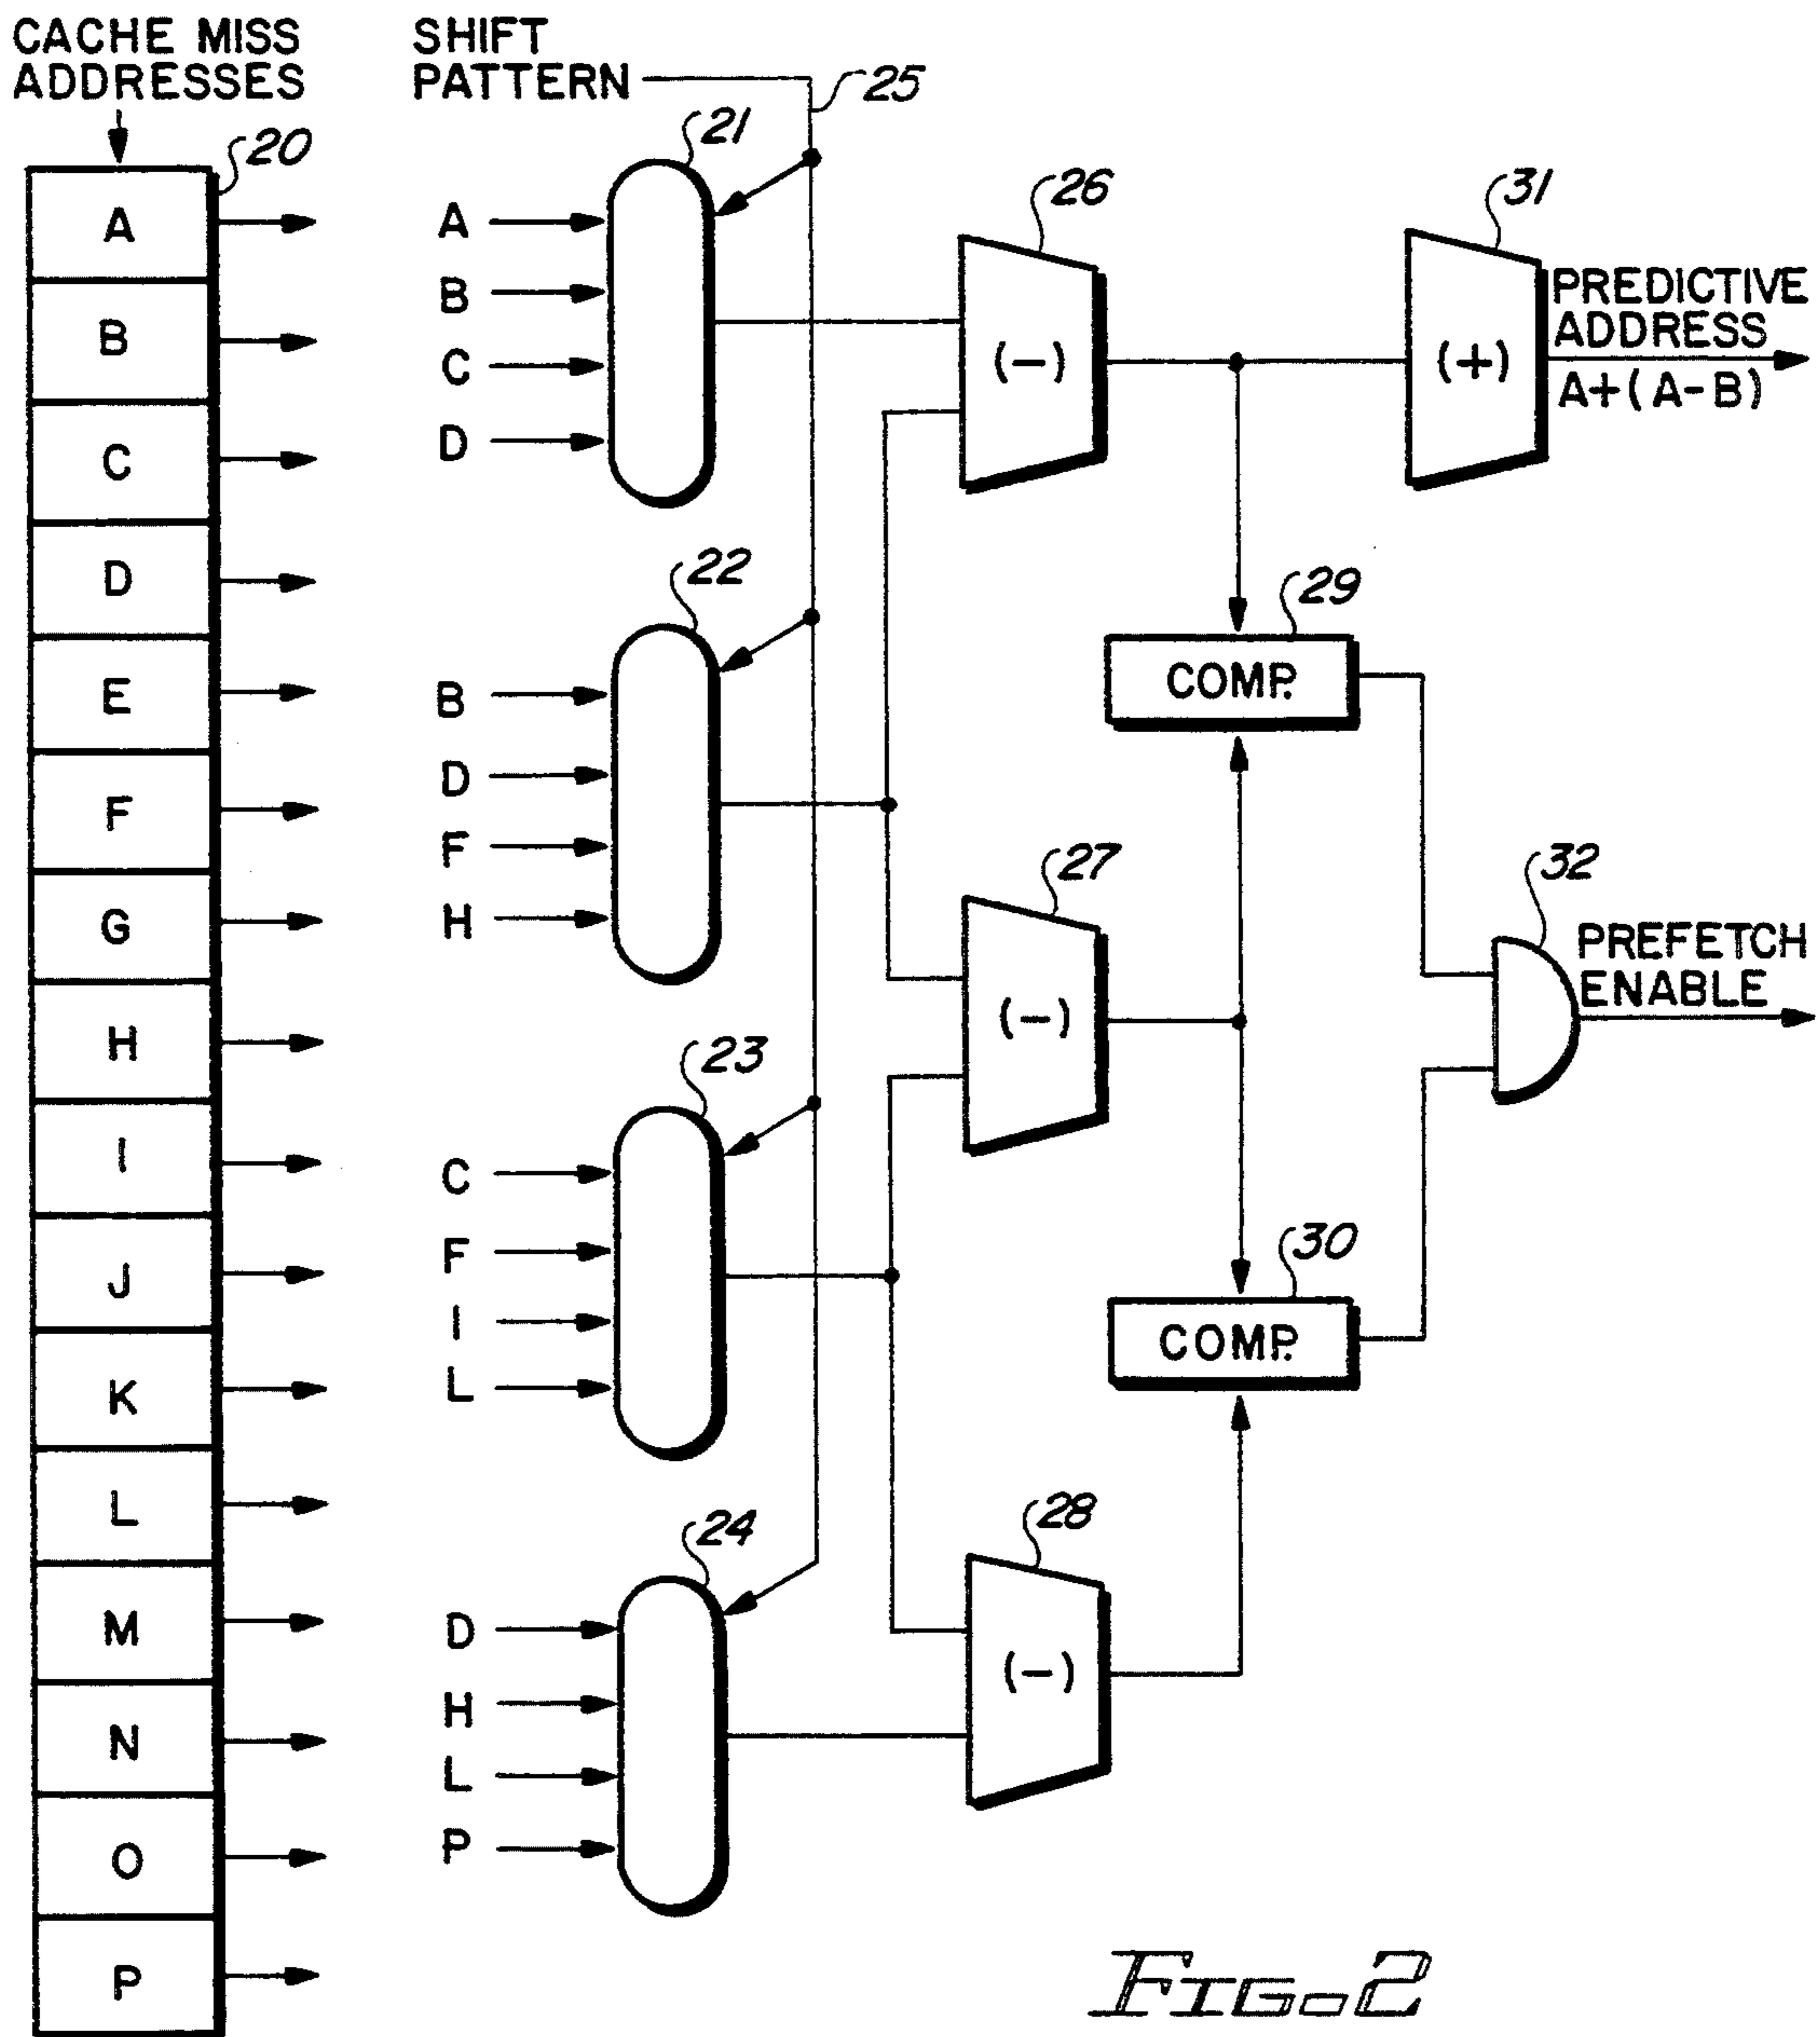 CACHE MISS
ADDRESSES
SHIFT
PATTERN
25
20
A
B
C
D
E
F
G
H
I
J
K
L
M
N
O
P
21
A
B
C
D
22
B
D
F
H
23
C
F
I
L
24
D
H
L
P
26
(-)
27
(-)
28
(-)
29
COMP.
30
COMP.
31
(+)
PREDICTIVE
ADDRESS
A+(A-B)
32
PREFETCH
ENABLE
FIG. 2